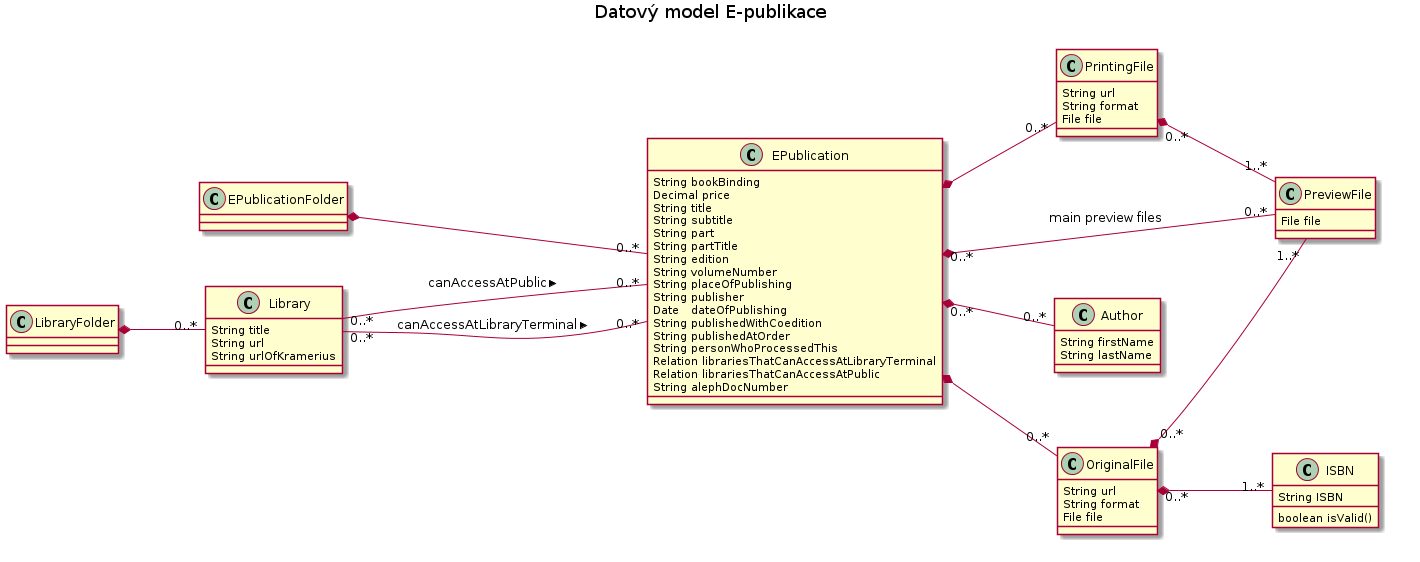 Datový model E-publikace
C PrintingFile
String url
String format
File file
0..*
0..*
1..*
C EPublication
String bookBinding
Decimal price
String title
String subtitle
String part
String partTitle
String edition
String volumeNumber
String placeOfPublishing
String publisher
Date dateOfPublishing
String publishedWithCoedition
String publishedAtOrder
String personWhoProcessedThis
Relation librariesThatCanAccessAtLibraryTerminal
Relation librariesThatCanAccessAtPublic
String alephDocNumber
C EPublicationFolder
0..*
C PreviewFile
File file
main preview files
0..*
0..*
1..*
C LibraryFolder
0..*
C Library
String title
String url
String urlOfKramerius
canAccessAtPublic
0..*
0..*
canAccessAtLibraryTerminal
0..*
0..*
C Author
String firstName
String lastName
0..*
0..*
C OriginalFile
String url
String format
File file
0..*
0..*
0..*
1..*
C ISBN
String ISBN
boolean isValid()